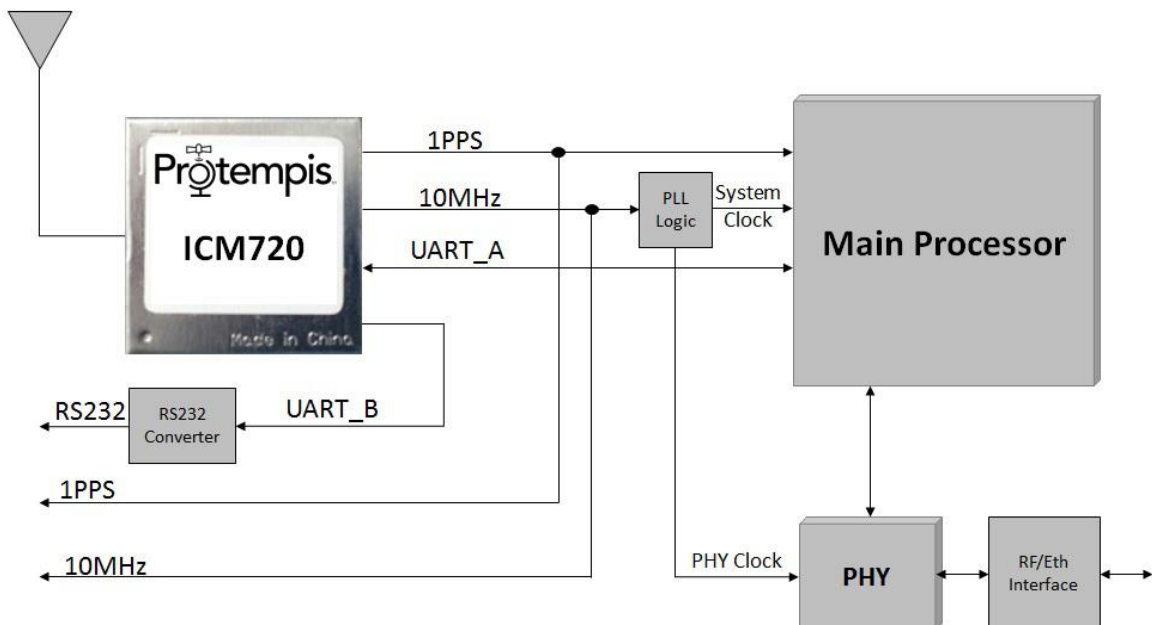 1PPS
Protempis
ICM720
Made in China
10MHz
PLL
Logic
System
Clock
UART_A
Main Processor
RS232
RS232
Converter
UART_B
1PPS
10MHz
PHY Clock
PHY
RF/Eth
Interface